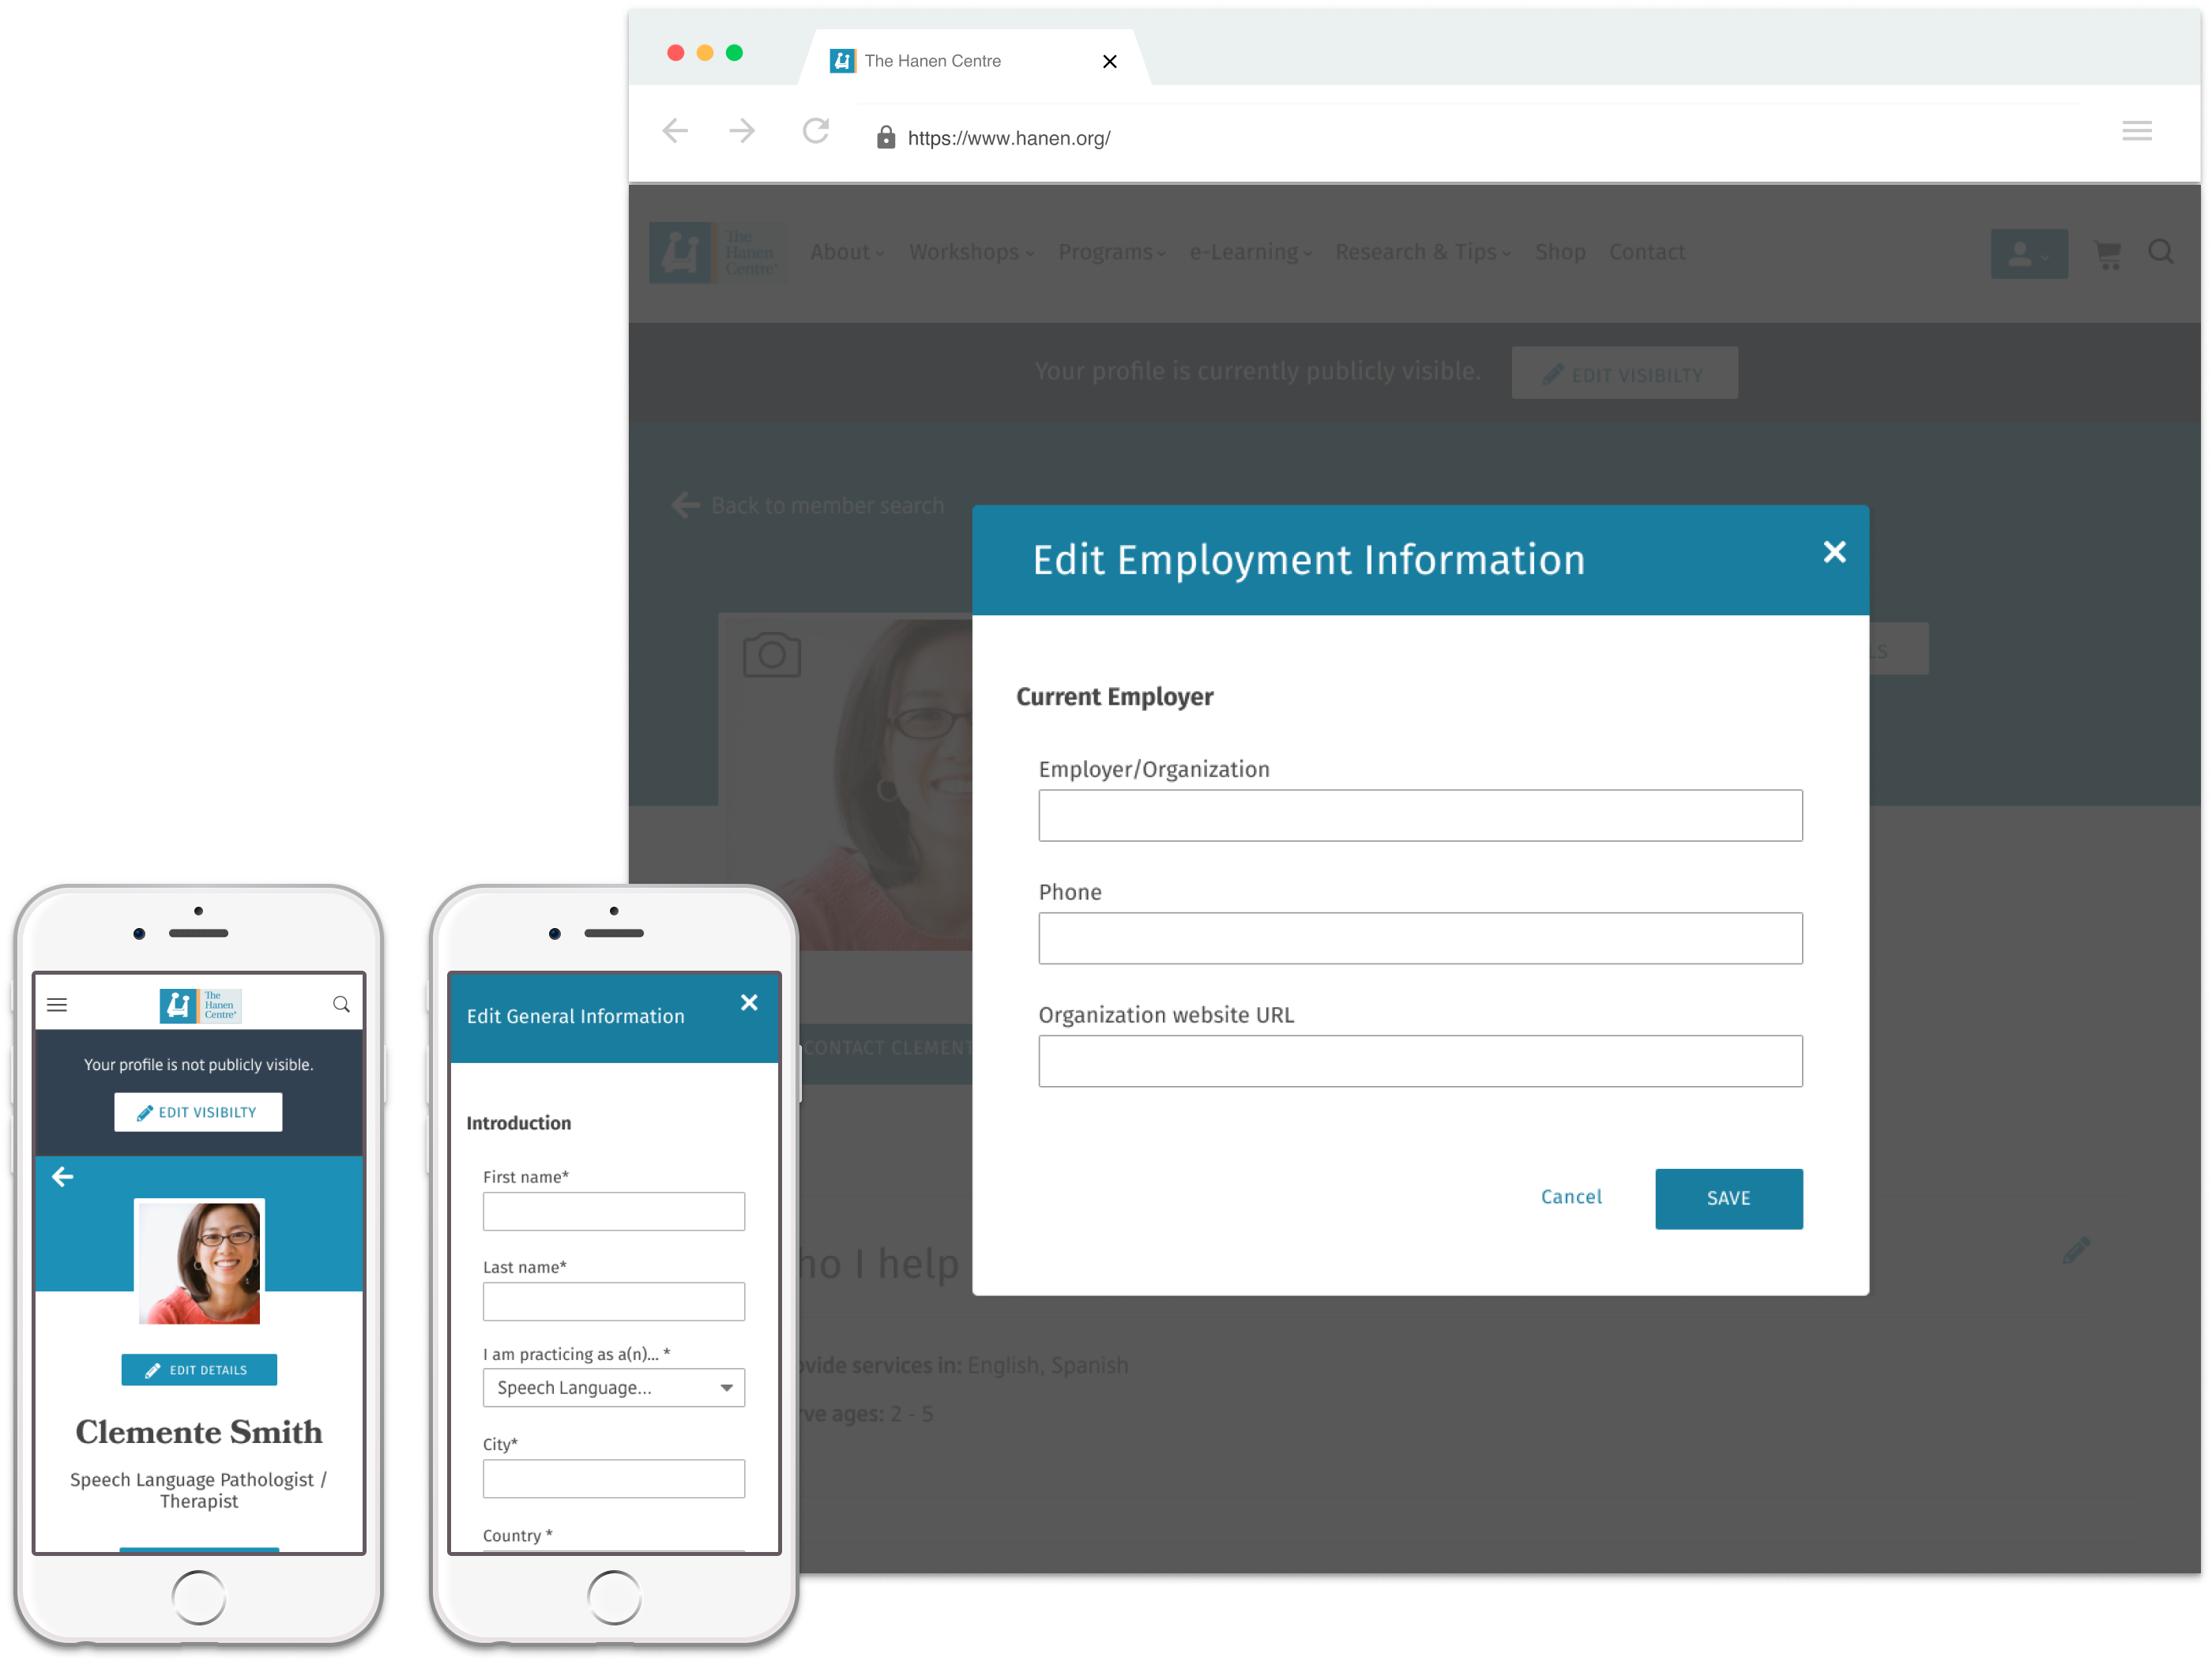 The Hanen Centre
https://www.hanen.org/
The
Hanen
Centre®
About
Workshops
Programs
e-Learning
Research & Tips
Shop
Contact
Your profile is currently publicly visible.
EDIT VISIBILTY
Back to member search
Edit Employment Information
LS
Current Employer
Employer/Organization
Phone
Organization website URL
Cancel
SAVE
CONTACT CLEMENT
ho I help
ovide services in: English, Spanish
rve ages: 2 - 5
The
Hanen
Centre®
Your profile is not publicly visible.
EDIT VISIBILTY
EDIT DETAILS
Clemente Smith
Speech Language Pathologist /
Therapist
Edit General Information
Introduction
First name*
Last name*
I am practicing as a(n)... *
Speech Language...
City*
Country *